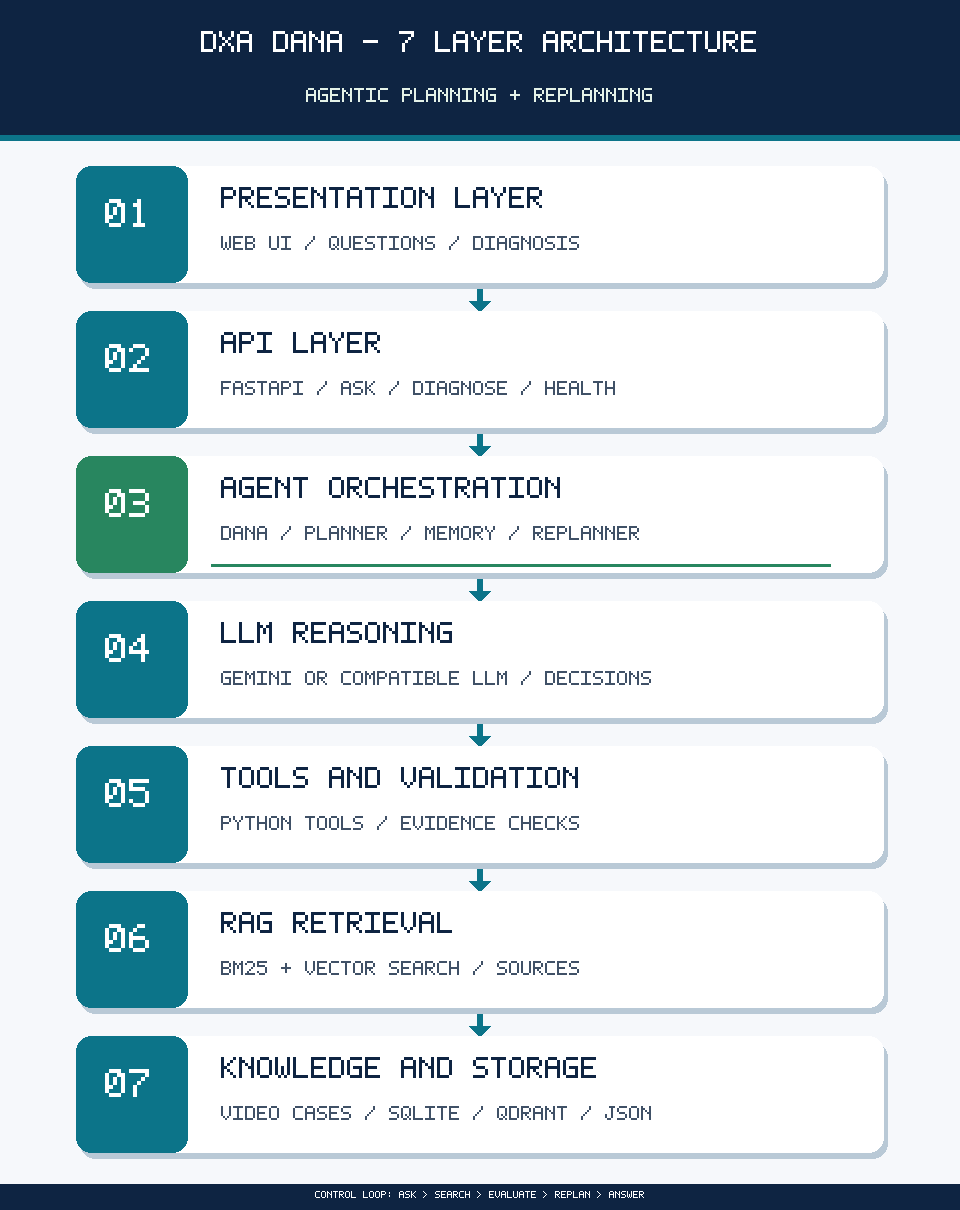 DXA DANA – 7 LAYER ARCHITECTURE
AGENTIC PLANNING + REPLANNING
01
PRESENTATION LAYER
WEB UI / QUESTIONS / DIAGNOSIS
02
API LAYER
FASTAPI / ASK / DIAGNOSE / HEALTH
03
AGENT ORCHESTRATION
DANA / PLANNER / MEMORY / REPLANNER
04
LLM REASONING
GEMINI OR COMPATIBLE LLM / DECISIONS
05
TOOLS AND VALIDATION
PYTHON TOOLS / EVIDENCE CHECKS
06
RAG RETRIEVAL
BM25 + VECTOR SEARCH / SOURCES
07
KNOWLEDGE AND STORAGE
VIDEO CASES / SQLITE / QDRANT / JSON
CONTROL LOOP: ASK > SEARCH > EVALUATE > REPLAN > ANSWER